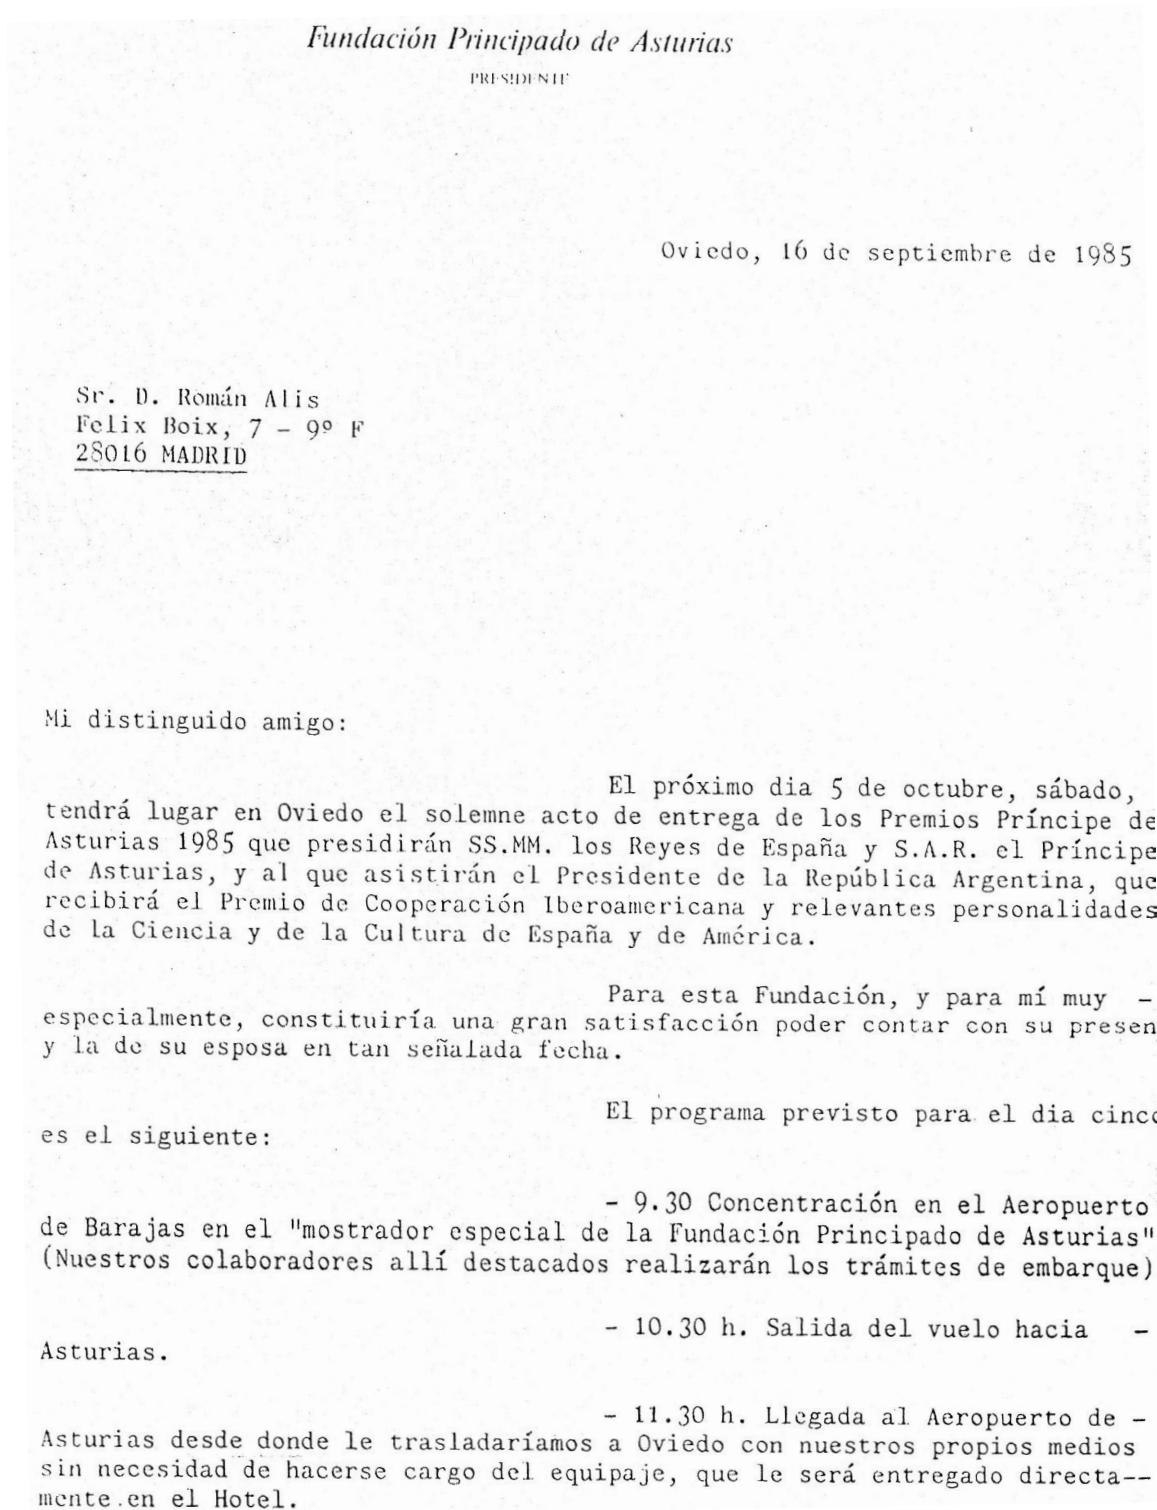 Fundación Principado de Asturias
PRESIDENTE
Oviedo, 16 de septiembre de 1985
Sr. D. Román Alis
Felix Boix, 7 - 9º F
28016 MADRID
Mi distinguido amigo:
El próximo dia 5 de octubre, sábado,
tendrá lugar en Oviedo el solemne acto de entrega de los Premios Príncipe de
Asturias 1985 que presidirán SS.MM. los Reyes de España y S.A.R. el Príncipe
de Asturias, y al que asistirán el Presidente de la República Argentina, que
recibirá el Premio de Cooperación Iberoamericana y relevantes personalidades
de la Ciencia y de la Cultura de España y de América.
Para esta Fundación, y para mí muy -
especialmente, constituiría una gran satisfacción poder contar con su presen
y la de su esposa en tan señalada fecha.
El programa previsto para el dia cinco
es el siguiente:
- 9.30 Concentración en el Aeropuerto
de Barajas en el "mostrador especial de la Fundación Principado de Asturias"
(Nuestros colaboradores allí destacados realizarán los trámites de embarque)
- 10.30 h. Salida del vuelo hacia -
Asturias.
- 11.30 h. Llegada al Aeropuerto de -
Asturias desde donde le trasladaríamos a Oviedo con nuestros propios medios
sin necesidad de hacerse cargo del equipaje, que le será entregado directa--
mente en el Hotel.